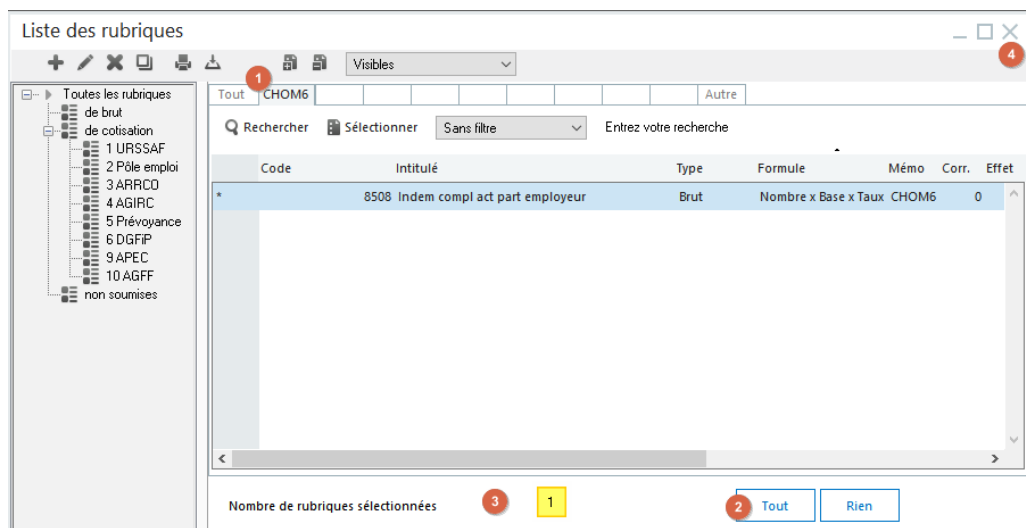 Liste des rubriques
4
1
Visibles
Toutes les rubriques
de brut
de cotisation
1 URSSAF
2 Pôle emploi
3 ARRCO
4 AGIRC
5 Prévoyance
6 DGFiP
9 APEC
10 AGFF
non soumises
Tout CHOM6 Autre
Rechercher Sélectionner Sans filtre Entrez votre recherche
Code Intitulé Type Formule Mémo Corr. Effet
* 8508 Indem compl act part employeur Brut Nombre x Base x Taux CHOM6 0
Nombre de rubriques sélectionnées 3 1 2 Tout Rien